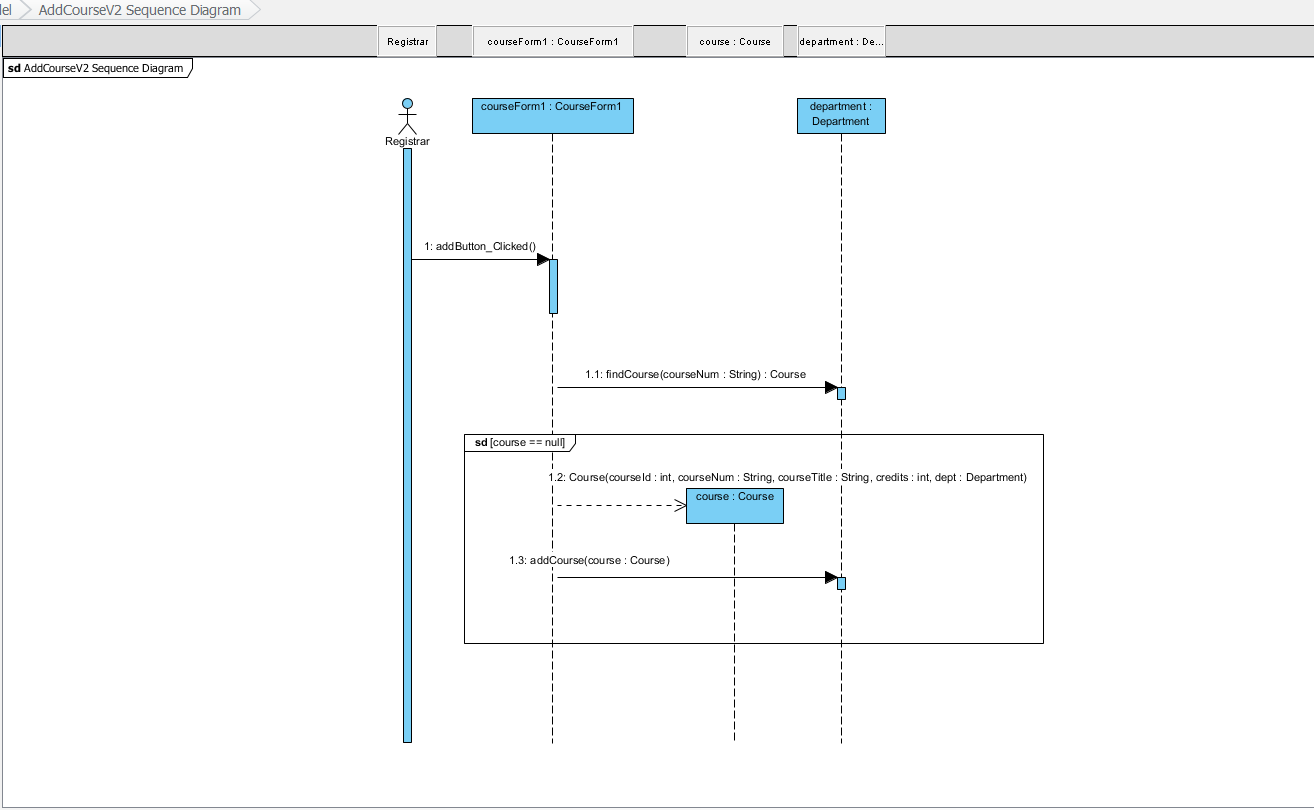 AddCourseV2 Sequence Diagram
Registrar
courseForm1 : CourseForm1
course : Course
department : De...
sd AddCourseV2 Sequence Diagram
courseForm1 : CourseForm1
department :
Department
Registrar
1: addButton_Clicked()
1.1: findCourse(courseNum : String) : Course
sd [course == null]
1.2: Course(courseId : int, courseNum : String, courseTitle : String, credits : int, dept : Department)
course : Course
1.3: addCourse(course : Course)